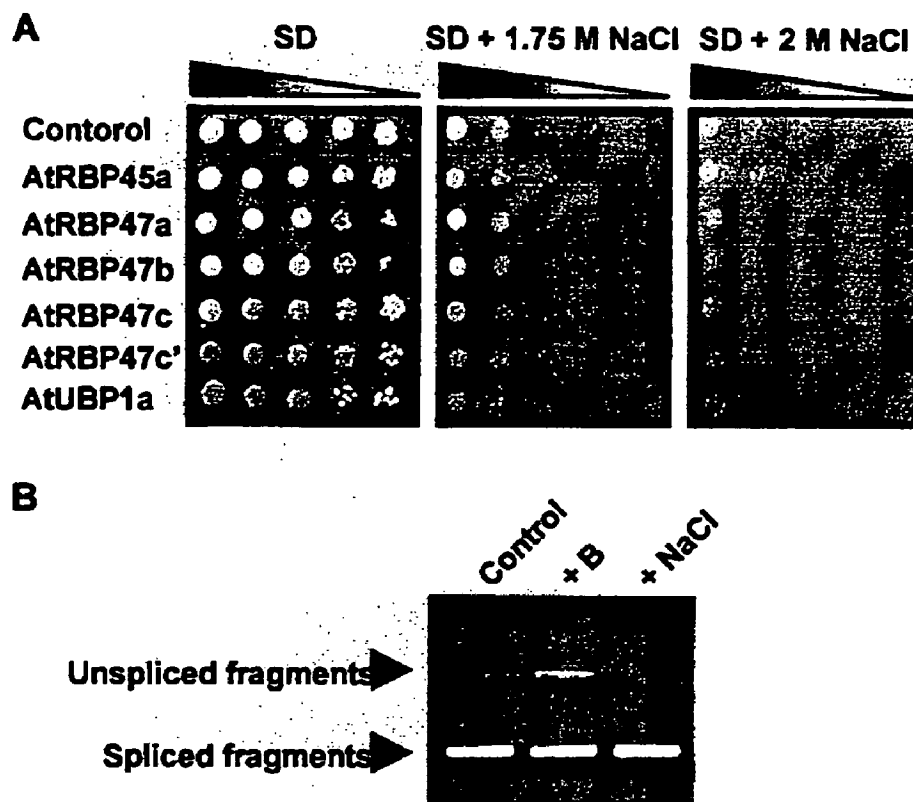 A
SD
SD + 1.75 M NaCl
SD + 2 M NaCl
Contorol
AtRBP45a
AtRBP47a
AtRBP47b
AtRBP47c
AtRBP47c'
AtUBP1a
B
Control
+ B
+ NaCl
Unspliced fragments
Spliced fragments